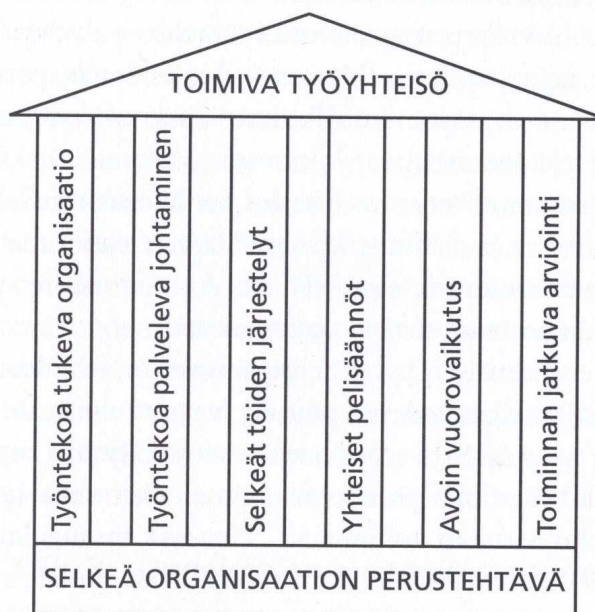 TOIMIVA TYÖYHTEISÖ
Työntekoa tukeva organisaatio
Työntekoa palveleva johtaminen
Selkeät töiden järjestelyt
Yhteiset pelisäännöt
Avoin vuorovaikutus
Toiminnan jatkuva arviointi
SELKEÄ ORGANISAATION PERUSTEHTÄVÄ